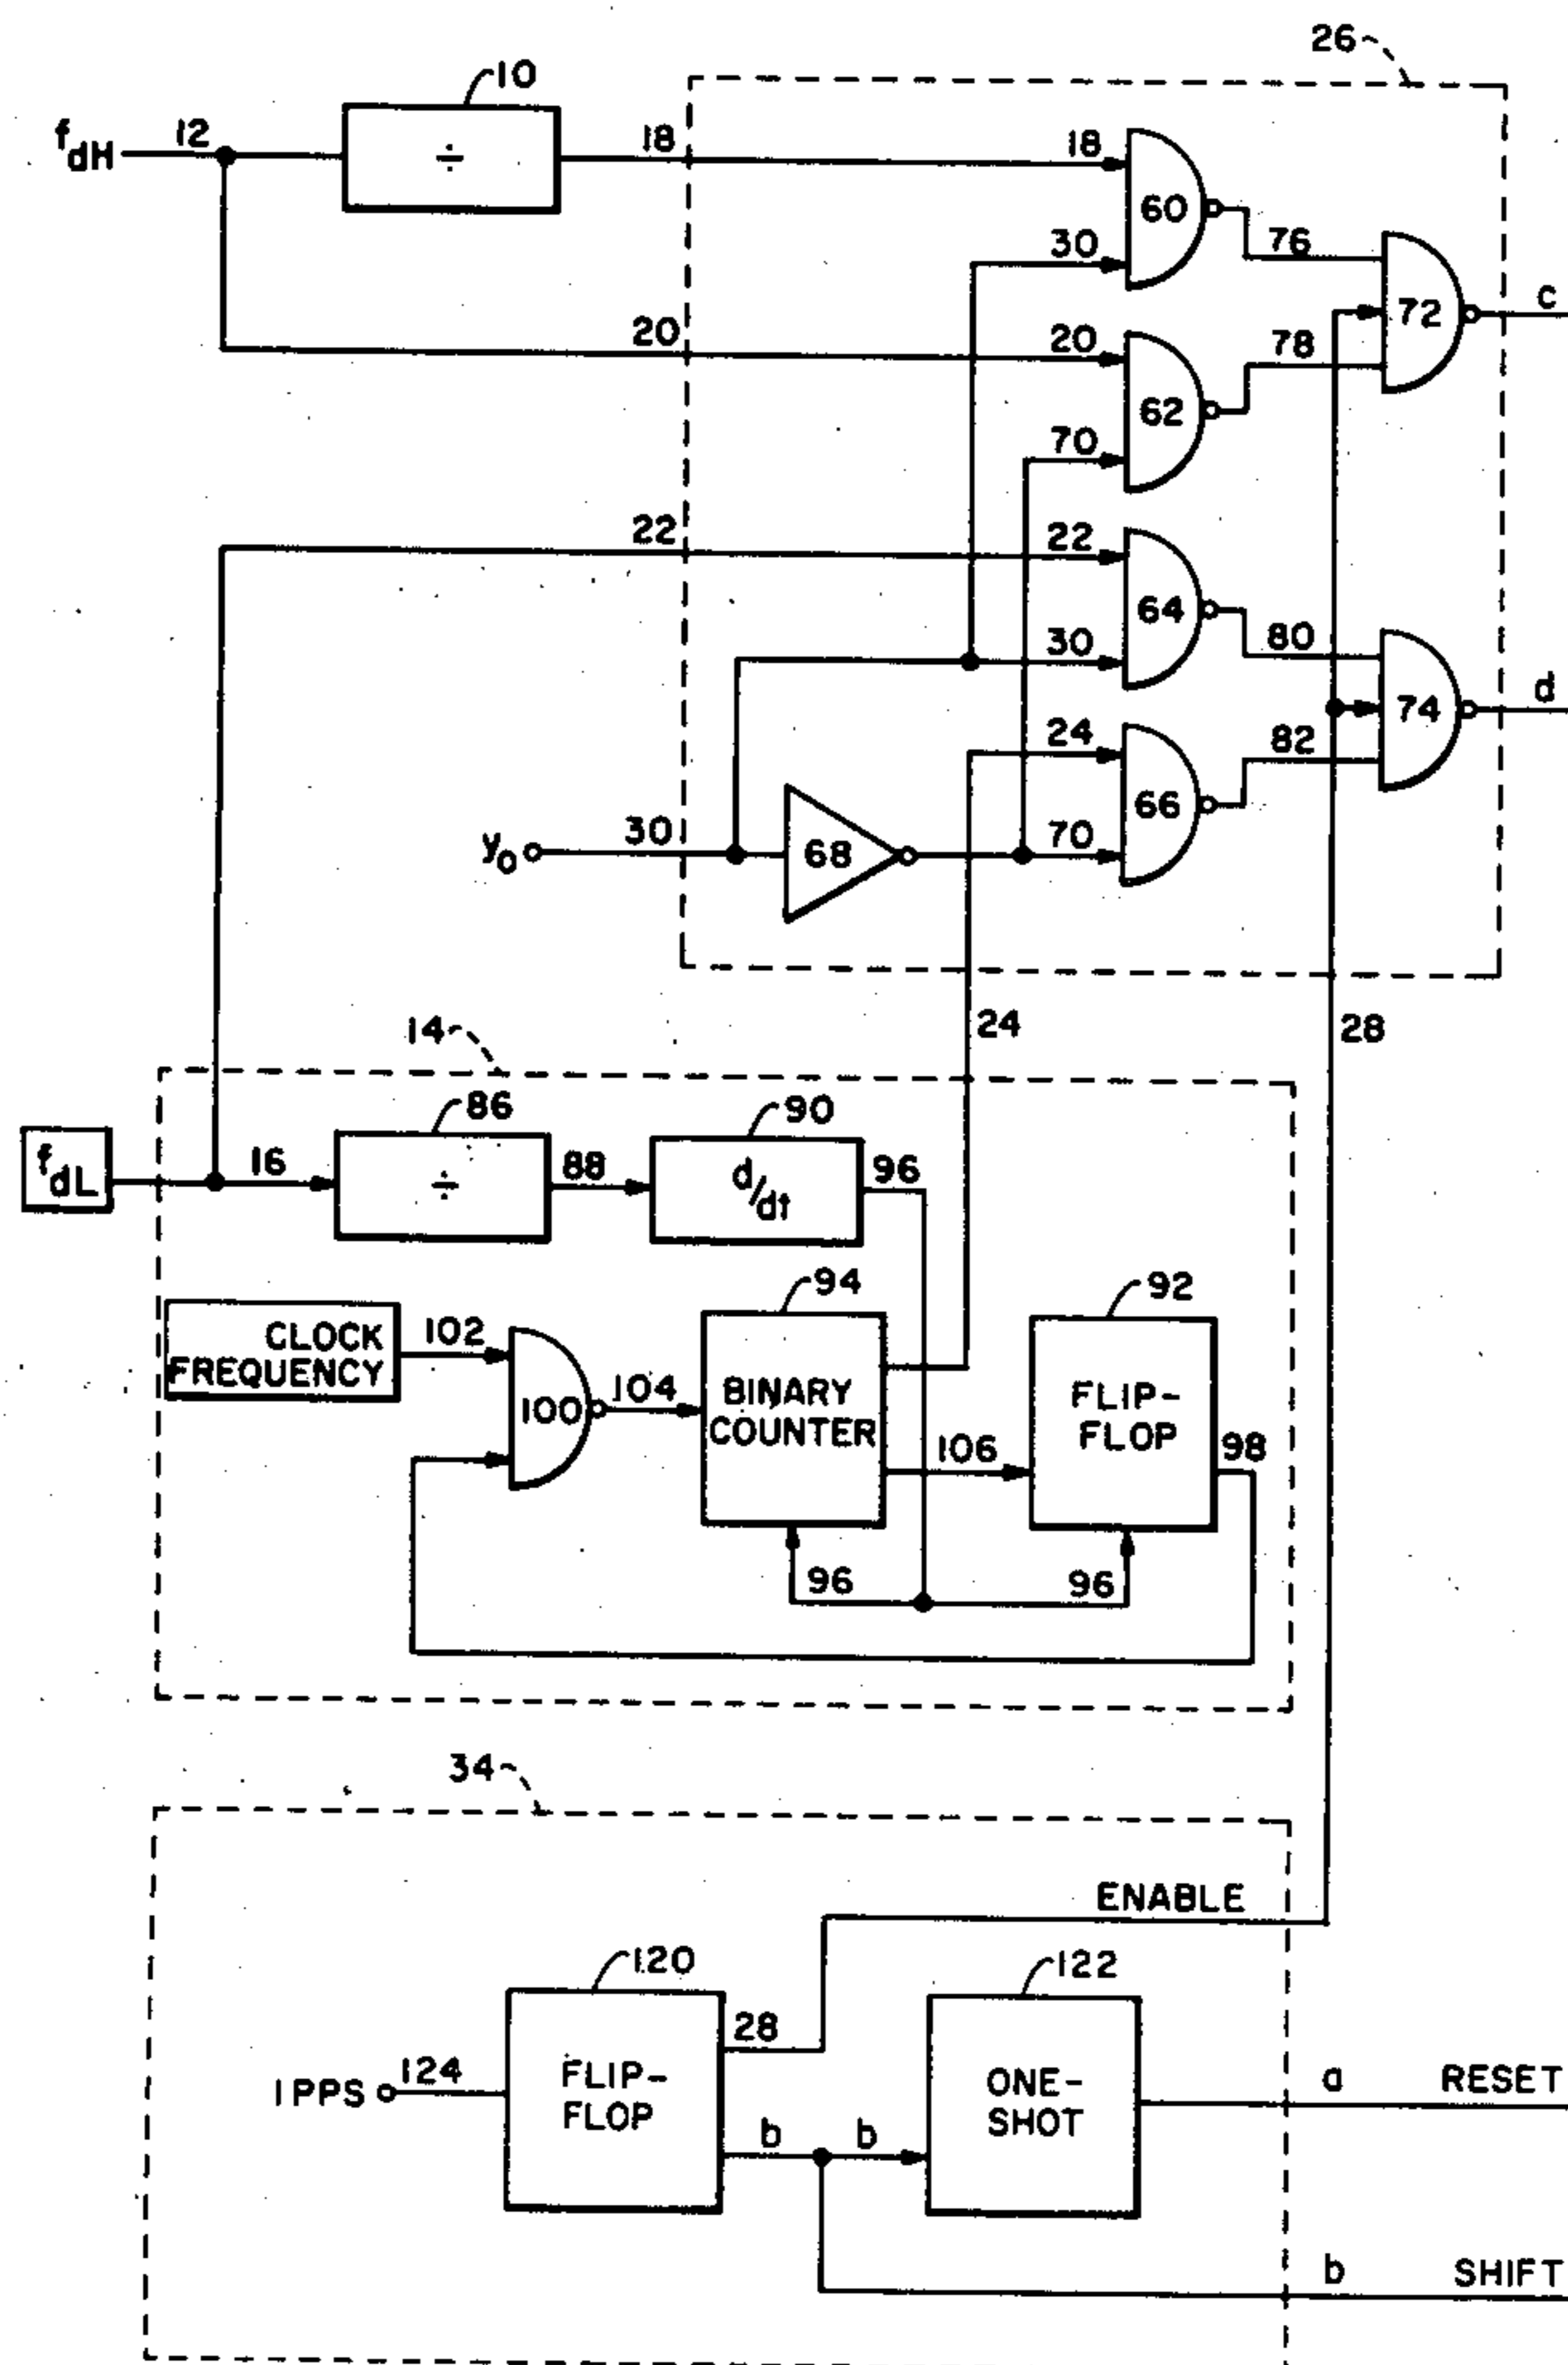 26
10
f_dH 12
÷
18
18
60
30
76
72
c
20
20
78
62
70
22
22
64
30
80
74
d
24
82
66
y_0
30
68
70
24
28
14
86
90
f_dL
16
÷
88
d/dt
96
94
92
CLOCK
FREQUENCY
102
100
104
BINARY
COUNTER
FLIP-
FLOP
106
98
96
96
34
ENABLE
120
122
28
1PPS
124
FLIP-
FLOP
ONE-
SHOT
a
RESET
b
b
b
SHIFT